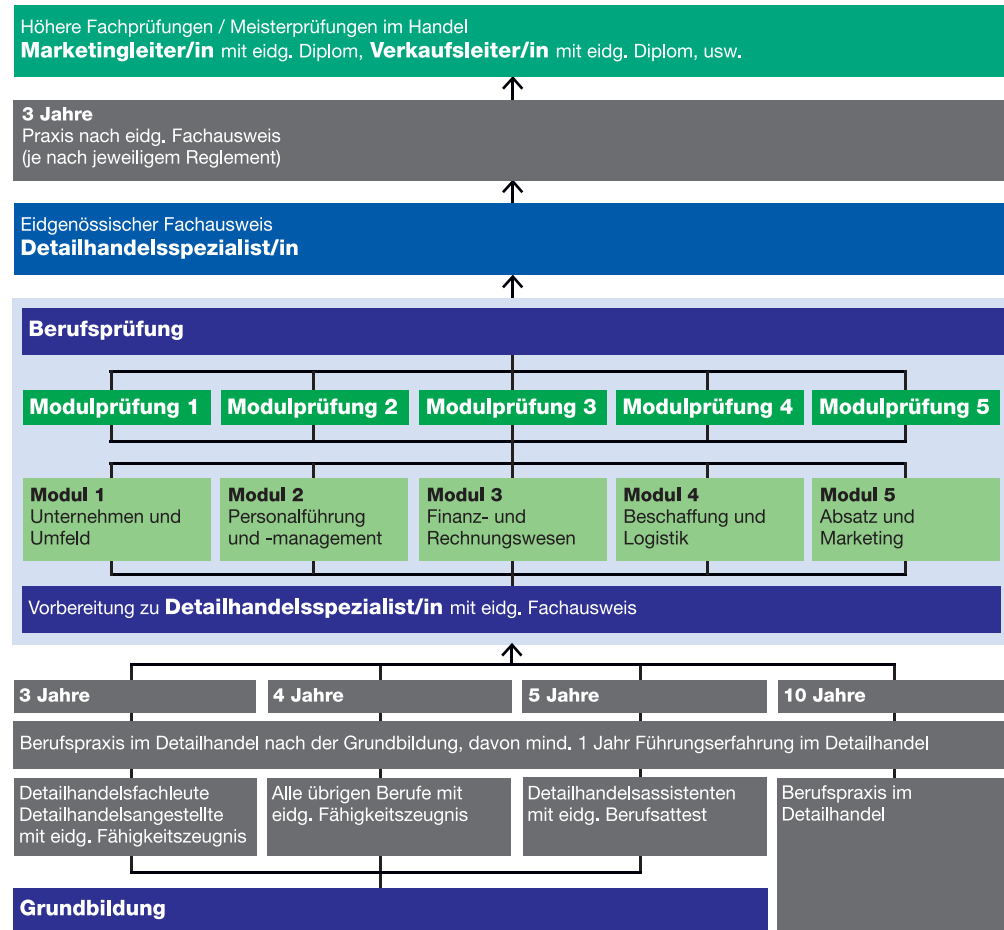 Höhere Fachprüfungen / Meisterprüfungen im Handel
Marketingleiter/in mit eidg. Diplom, Verkaufsleiter/in mit eidg. Diplom, usw.
3 Jahre
Praxis nach eidg. Fachausweis
(je nach jeweiligem Reglement)
Eidgenössischer Fachausweis
Detailhandelsspezialist/in
Berufsprüfung
Modulprüfung 1
Modulprüfung 2
Modulprüfung 3
Modulprüfung 4
Modulprüfung 5
Modul 1
Unternehmen und
Umfeld
Modul 2
Personalführung
und -management
Modul 3
Finanz- und
Rechnungswesen
Modul 4
Beschaffung und
Logistik
Modul 5
Absatz und
Marketing
Vorbereitung zu Detailhandelsspezialist/in mit eidg. Fachausweis
3 Jahre
4 Jahre
5 Jahre
10 Jahre
Berufspraxis im Detailhandel nach der Grundbildung, davon mind. 1 Jahr Führungserfahrung im Detailhandel
Detailhandelsfachleute
Detailhandelsangestellte
mit eidg. Fähigkeitszeugnis
Alle übrigen Berufe mit
eidg. Fähigkeitszeugnis
Detailhandelsassistenten
mit eidg. Berufsattest
Berufspraxis im
Detailhandel
Grundbildung